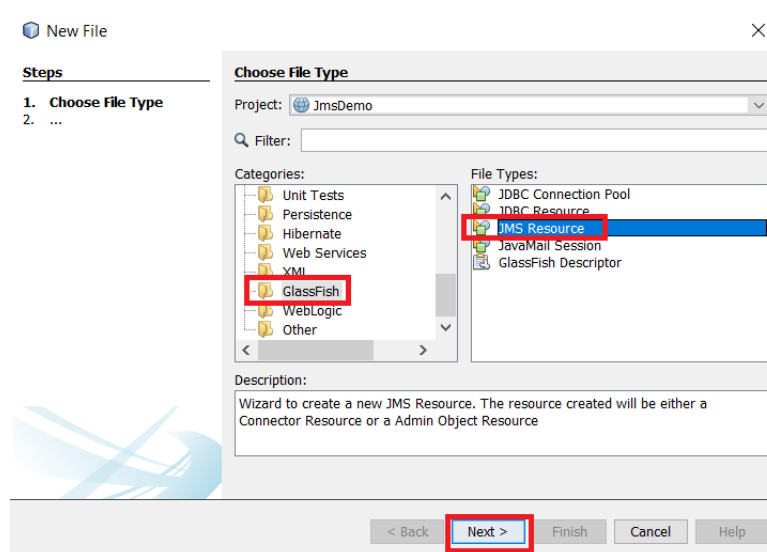 New File
Steps
1. Choose File Type
2. ...
Choose File Type
Project: JmsDemo
Filter:
Categories:
Unit Tests
Persistence
Hibernate
Web Services
XML
GlassFish
WebLogic
Other
File Types:
JDBC Connection Pool
JDBC Resource
JMS Resource
JavaMail Session
GlassFish Descriptor
Description:
Wizard to create a new JMS Resource. The resource created will be either a
Connector Resource or a Admin Object Resource
< Back Next > Finish Cancel Help